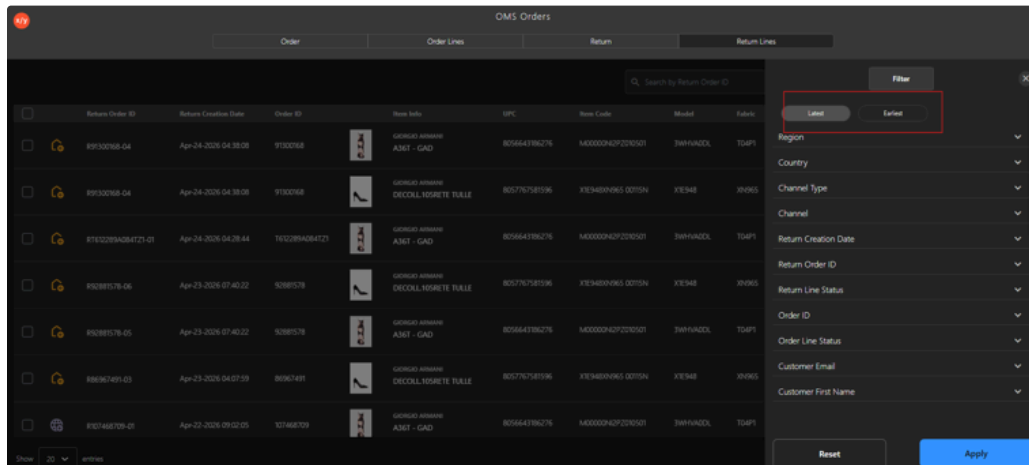 x/y
OMS Orders
Order Order Lines Return Return Lines
Search by Return Order ID
Filter
Latest Earliest
Return Order ID Return Creation Date Order ID Item Info UPC Item Code Model Fabric
R91300168-04 Apr-24-2026 04:38:08 91300168 GIORGIO ARMANI A36T - GAD 8056643186276 M00000N12PZ010501 3WHVA0DL T04P1
R91300168-04 Apr-24-2026 04:38:08 91300168 GIORGIO ARMANI DECOLL.105RETE TULLE 8057767581596 X1E948XN965 00115N X1E948 XN965
RT612289A084TZ1-01 Apr-24-2026 04:28:44 T612289A084TZ1 GIORGIO ARMANI A36T - GAD 8056643186276 3WHVA0DL T04P1
R92881578-06 Apr-23-2026 07:40:22 92881578 GIORGIO ARMANI DECOLL.105RETE TULLE 8057767581596 X1E948XN965 00115N X1E948 XN965
R92881578-05 Apr-23-2026 07:40:22 92881578 GIORGIO ARMANI A36T - GAD 8056643186276 3WHVA0DL T04P1
R86967491-03 Apr-23-2026 04:07:59 86967491 GIORGIO ARMANI DECOLL.105RETE TULLE 8057767581596 X1E948XN965 00115N X1E948 XN965
R107468709-01 Apr-22-2026 09:02:05 107468709 GIORGIO ARMANI A36T - GAD 8056643186276 3WHVA0DL T04P1
Show 20 entries
Region
Country
Channel Type
Channel
Return Creation Date
Return Order ID
Return Line Status
Order ID
Order Line Status
Customer Email
Customer First Name
Reset Apply